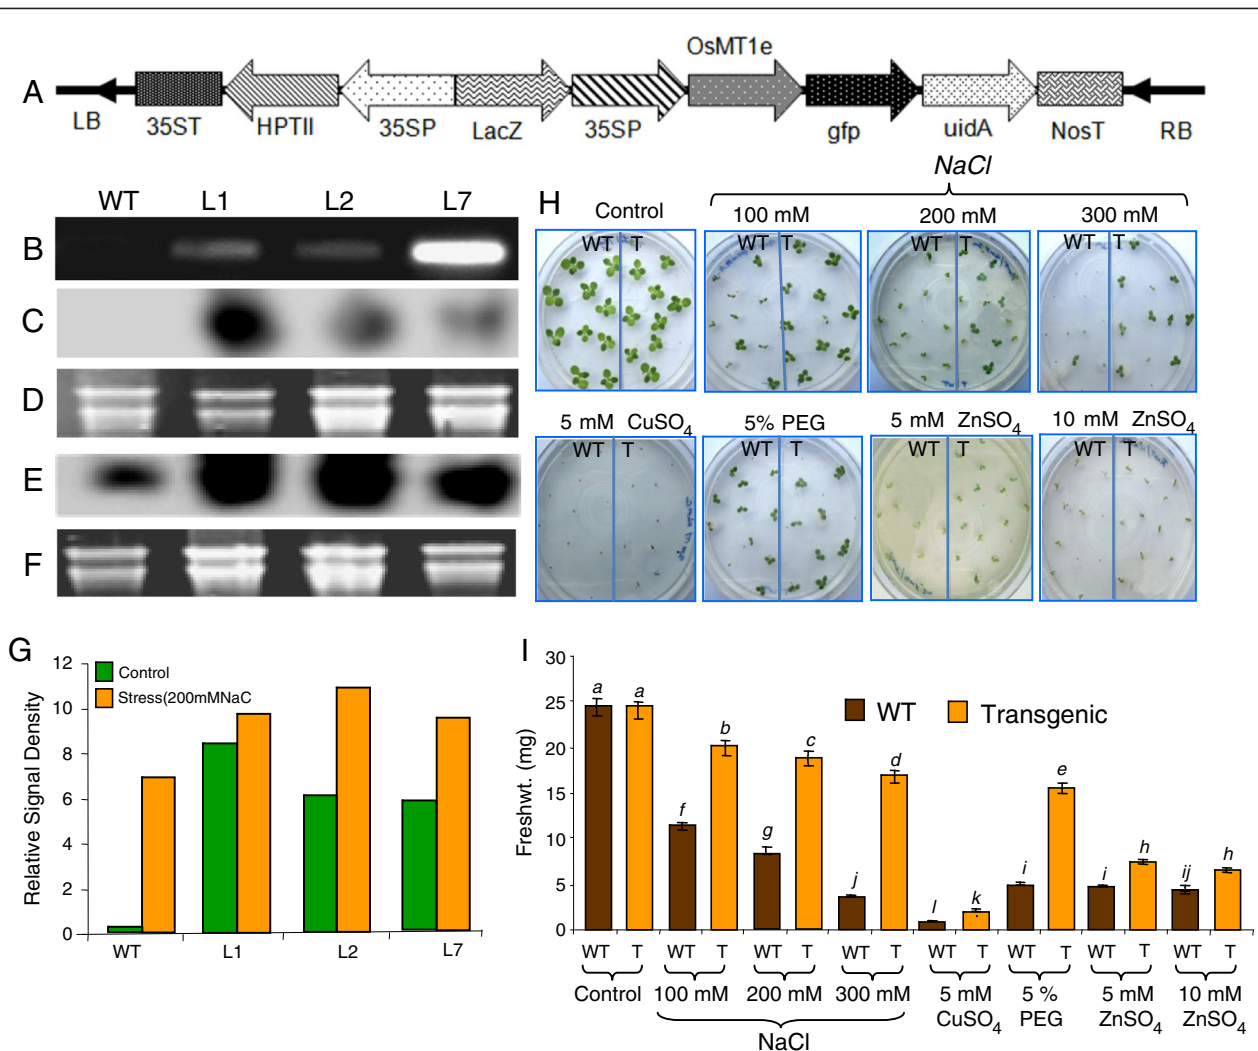 A
OsMT1e
LB
35ST
HPTII
35SP
LacZ
35SP
gfp
uidA
NosT
RB
WT L1 L2 L7
B
C
D
E
F
H
NaCl
Control
100 mM
200 mM
300 mM
WT T
WT T
WT T
WT T
5 mM CuSO4
5% PEG
5 mM ZnSO4
10 mM ZnSO4
WT T
WT T
WT T
WT T
G
Control
Stress(200mMNaC
Relative Signal Density
12
10
8
6
4
2
0
WT L1 L2 L7
I
WT Transgenic
Freshwt. (mg)
30
25
20
15
10
5
0
a a f b g c j d l k i e i h ij h
WT T WT T WT T WT T WT T WT T WT T WT T
Control 100 mM 200 mM 300 mM 5 mM 5 % 5 mM 10 mM
CuSO4 PEG ZnSO4 ZnSO4
NaCl